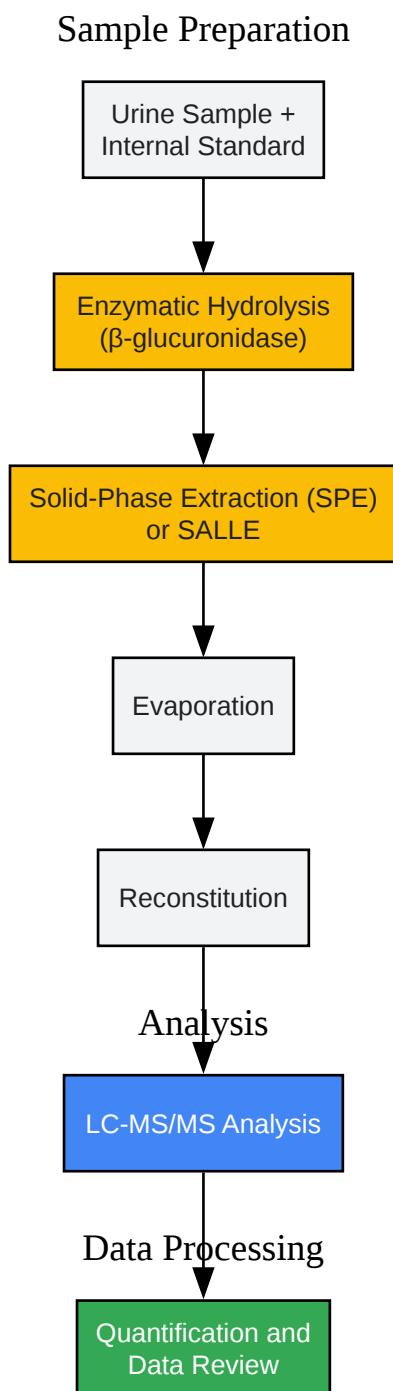 Sample Preparation
Urine Sample +
Internal Standard
Enzymatic Hydrolysis
(β-glucuronidase)
Solid-Phase Extraction (SPE)
or SALLE
Evaporation
Reconstitution
Analysis
LC-MS/MS Analysis
Data Processing
Quantification and
Data Review